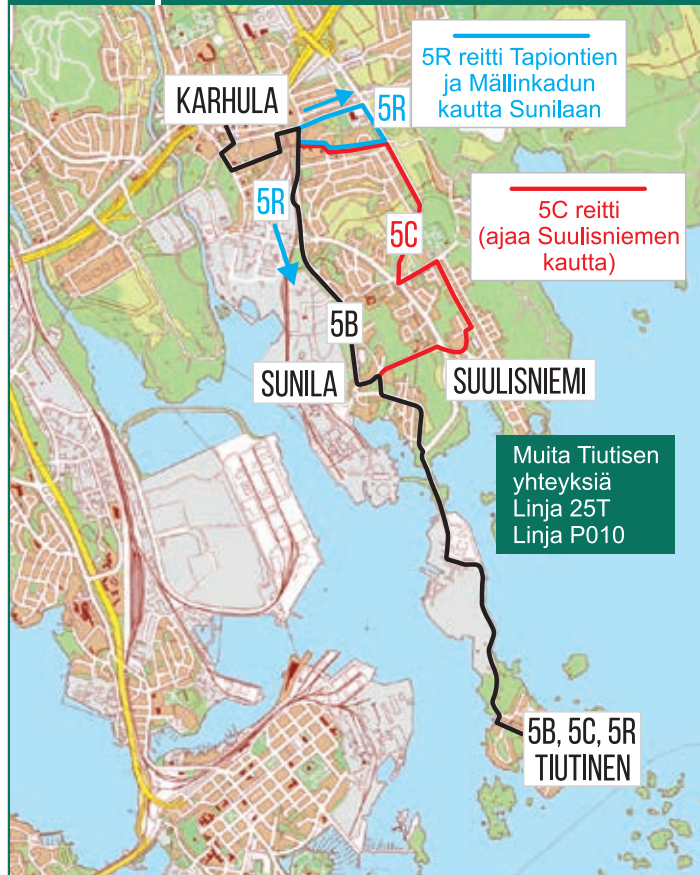 5R reitti Tapiontien
ja Mällinkadun
kautta Sunilaan
KARHULA
5R
5C reitti
(ajaa Suulisniemen
kautta)
5R
5C
5B
SUNILA
SUULISNIEMI
Muita Tiutisen
yhteyksiä
Linja 25T
Linja P010
5B, 5C, 5R
TIUTINEN